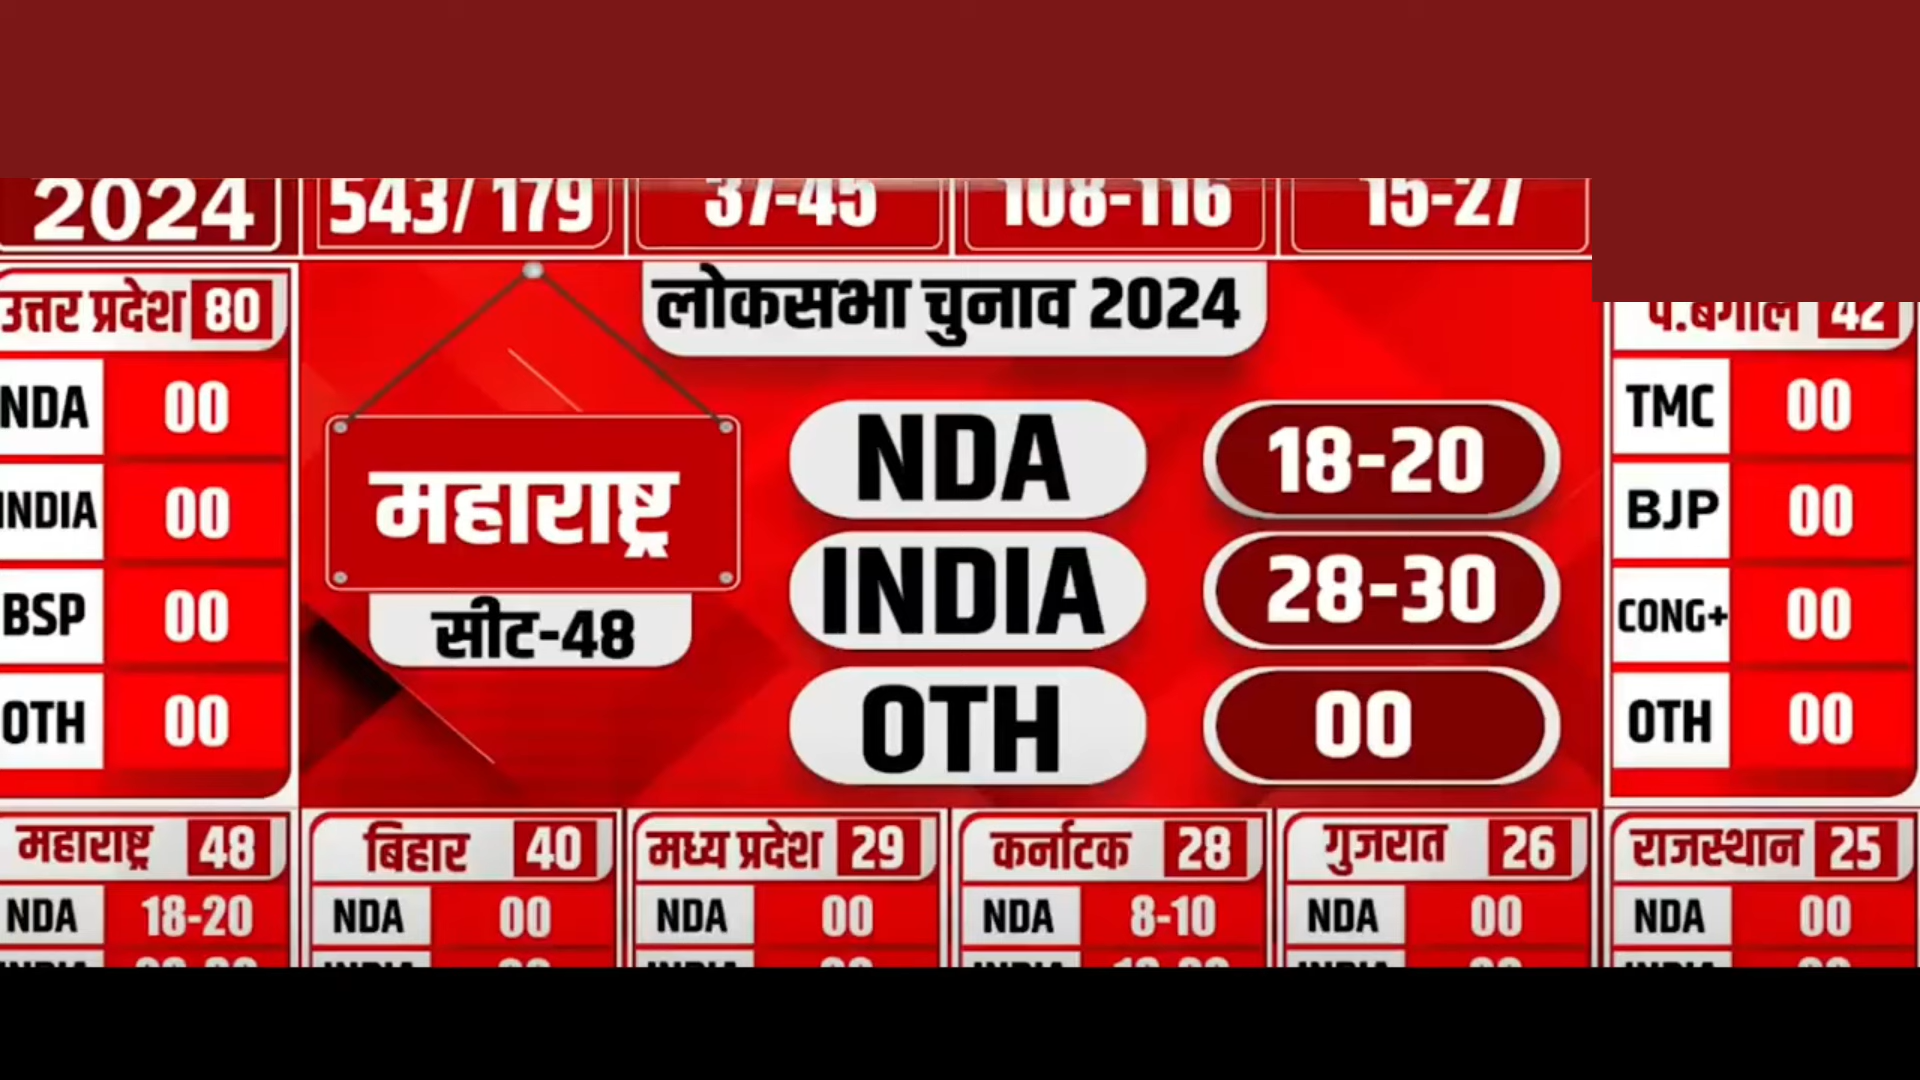 2024
543/179
37-45
108-116
15-27
लोकसभा चुनाव 2024
उत्तर प्रदेश 80
NDA 00
INDIA 00
BSP 00
OTH 00
महाराष्ट्र
सीट-48
NDA 18-20
INDIA 28-30
OTH 00
प.बंगाल 42
TMC 00
BJP 00
CONG+ 00
OTH 00
महाराष्ट्र 48
NDA 18-20
बिहार 40
NDA 00
मध्य प्रदेश 29
NDA 00
कर्नाटक 28
NDA 8-10
गुजरात 26
NDA 00
राजस्थान 25
NDA 00